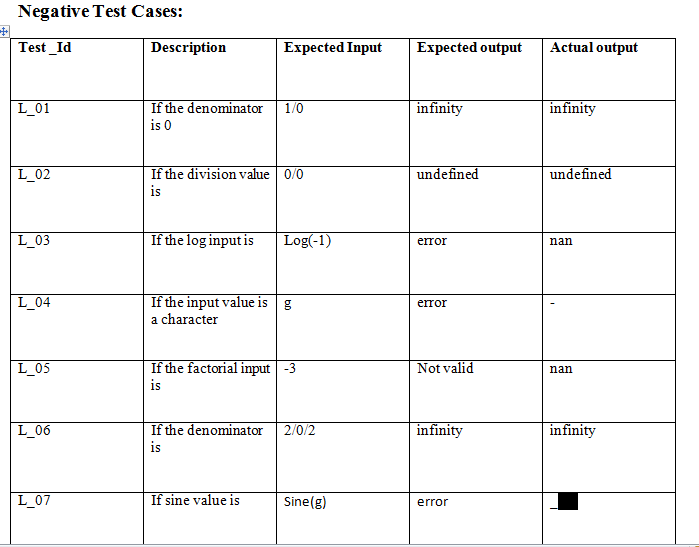 Negative Test Cases:
Test_Id Description Expected Input Expected output Actual output
L_01 If the denominator 1/0 infinity infinity
is 0
L_02 If the division value 0/0 undefined undefined
is
L_03 If the log input is Log(-1) error nan
L_04 If the input value is g error -
a character
L_05 If the factorial input -3 Not valid nan
is
L_06 If the denominator 2/0/2 infinity infinity
is
L_07 If sine value is Sine(g) error _